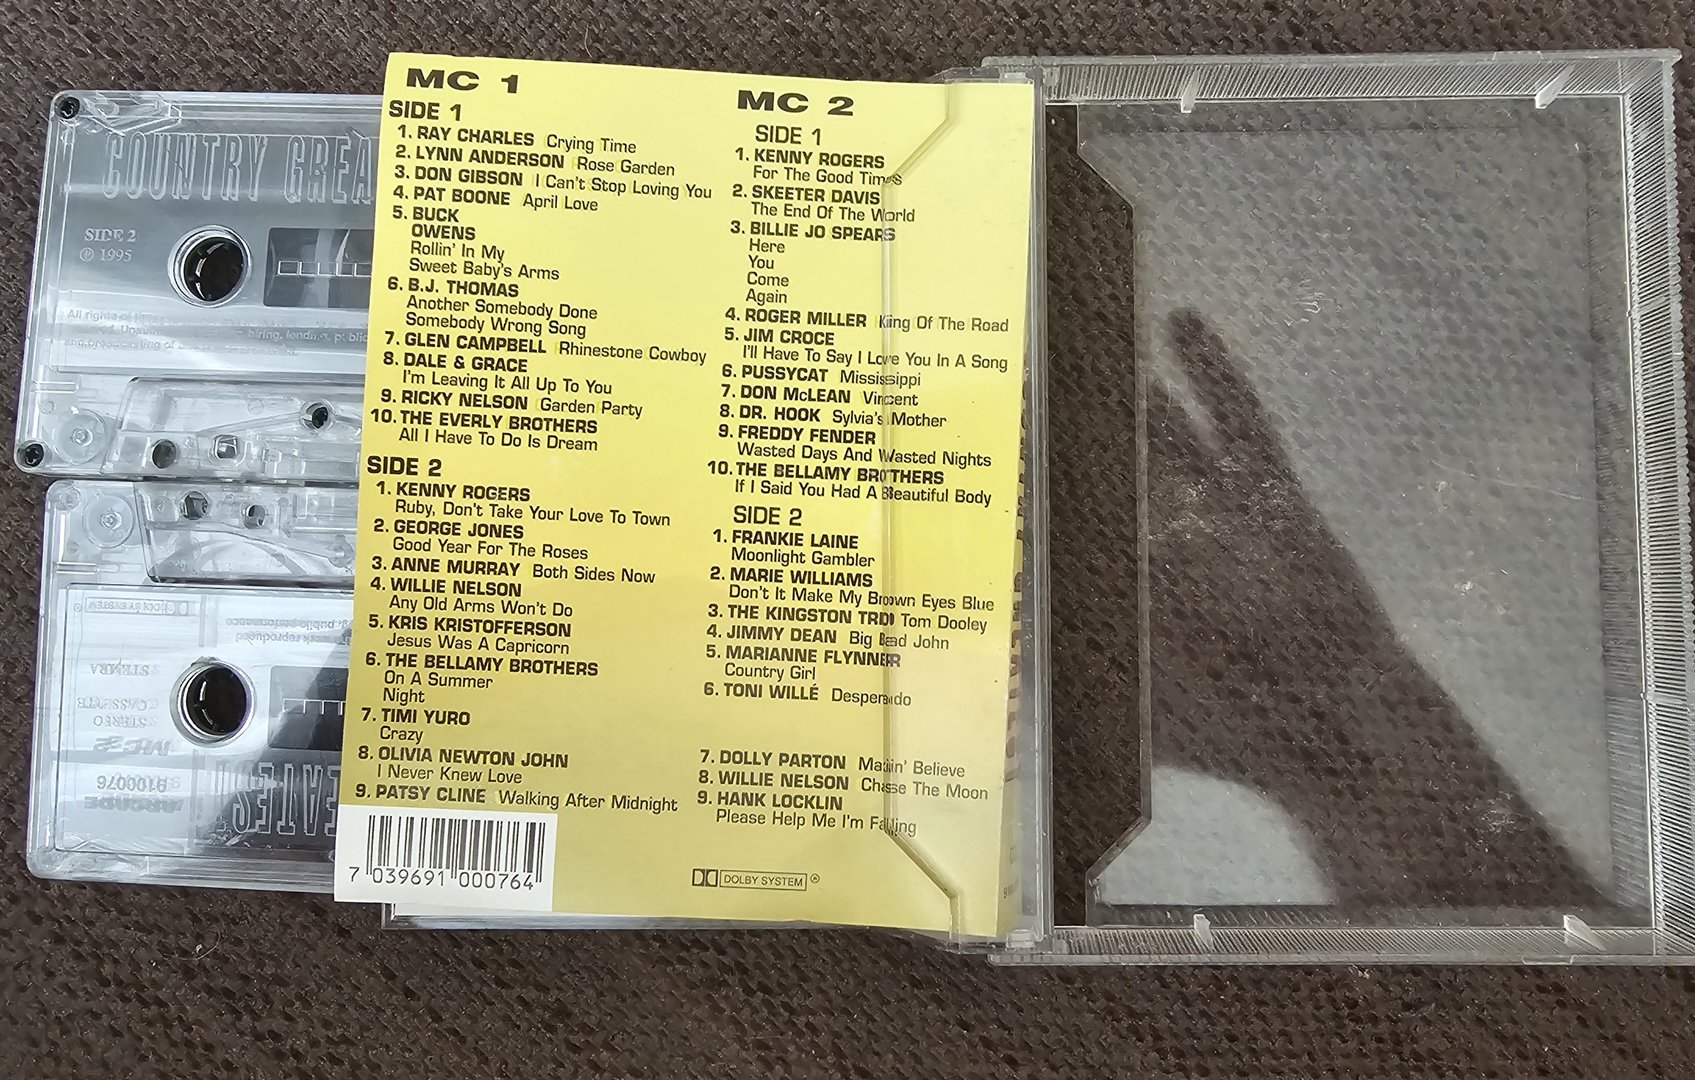 COUNTRY GREA
SIDE 2
℗ 1995
MC 1
SIDE 1
1. RAY CHARLES Crying Time
2. LYNN ANDERSON Rose Garden
3. DON GIBSON I Can't Stop Loving You
4. PAT BOONE April Love
5. BUCK
OWENS
Rollin' In My
Sweet Baby's Arms
6. B.J. THOMAS
Another Somebody Done
Somebody Wrong Song
7. GLEN CAMPBELL Rhinestone Cowboy
8. DALE & GRACE
I'm Leaving It All Up To You
9. RICKY NELSON Garden Party
10. THE EVERLY BROTHERS
All I Have To Do Is Dream
SIDE 2
1. KENNY ROGERS
Ruby, Don't Take Your Love To Town
2. GEORGE JONES
Good Year For The Roses
3. ANNE MURRAY Both Sides Now
4. WILLIE NELSON
Any Old Arms Won't Do
5. KRIS KRISTOFFERSON
Jesus Was A Capricorn
6. THE BELLAMY BROTHERS
On A Summer
Night
7. TIMI YURO
Crazy
8. OLIVIA NEWTON JOHN
I Never Knew Love
9. PATSY CLINE Walking After Midnight
7 039691 000764
MC 2
SIDE 1
1. KENNY ROGERS
For The Good Times
2. SKEETER DAVIS
The End Of The World
3. BILLIE JO SPEARS
Here
You
Come
Again
4. ROGER MILLER King Of The Road
5. JIM CROCE
I'll Have To Say I Love You In A Song
6. PUSSYCAT Mississippi
7. DON McLEAN Vincent
8. DR. HOOK Sylvia's Mother
9. FREDDY FENDER
Wasted Days And Wasted Nights
10. THE BELLAMY BROTHERS
If I Said You Had A Beautiful Body
SIDE 2
1. FRANKIE LAINE
Moonlight Gambler
2. MARIE WILLIAMS
Don't It Make My Brown Eyes Blue
3. THE KINGSTON TRIO Tom Dooley
4. JIMMY DEAN Big Bad John
5. MARIANNE FLYNNER
Country Girl
6. TONI WILLÉ Desperado
7. DOLLY PARTON Makin' Believe
8. WILLIE NELSON Chase The Moon
9. HANK LOCKLIN
Please Help Me I'm Falling
DOLBY SYSTEM ®
DOLBY SYSTEM
STEMRA
CASSETTE
STEREO
MC 2
9100076
ARCADE
EATEST